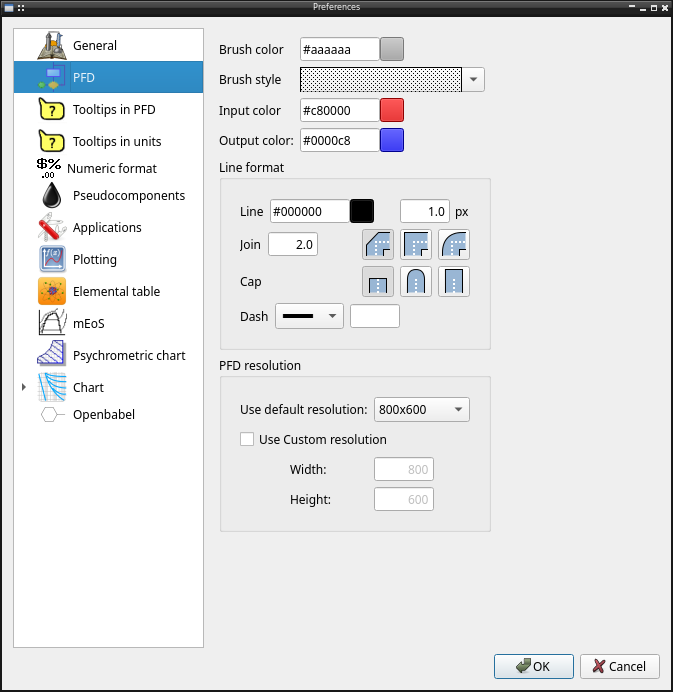 Preferences
General
PFD
Tooltips in PFD
Tooltips in units
$%
.00
Numeric format
Pseudocomponents
Applications
f(x)
Plotting
Elemental table
mEoS
Psychrometric chart
Chart
Openbabel
Brush color #aaaaaa
Brush style
Input color #c80000
Output color: #0000c8
Line format
Line #000000 1.0 px
Join 2.0
Cap
Dash
PFD resolution
Use default resolution: 800x600
Use Custom resolution
Width: 800
Height: 600
OK Cancel